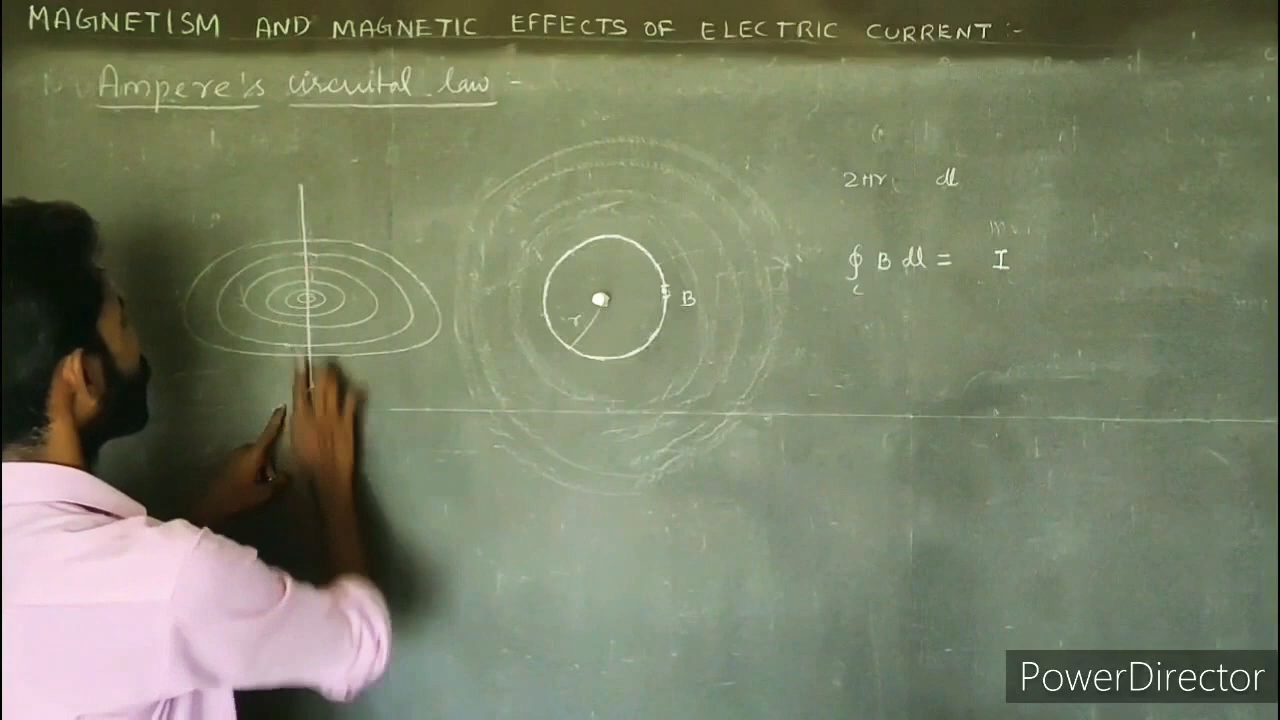 MAGNETISM AND MAGNETIC EFFECTS OF ELECTRIC CURRENT :-
Ampere's circuital law :-
2πr dl
∮ B dl = I
c
B
r
PowerDirector